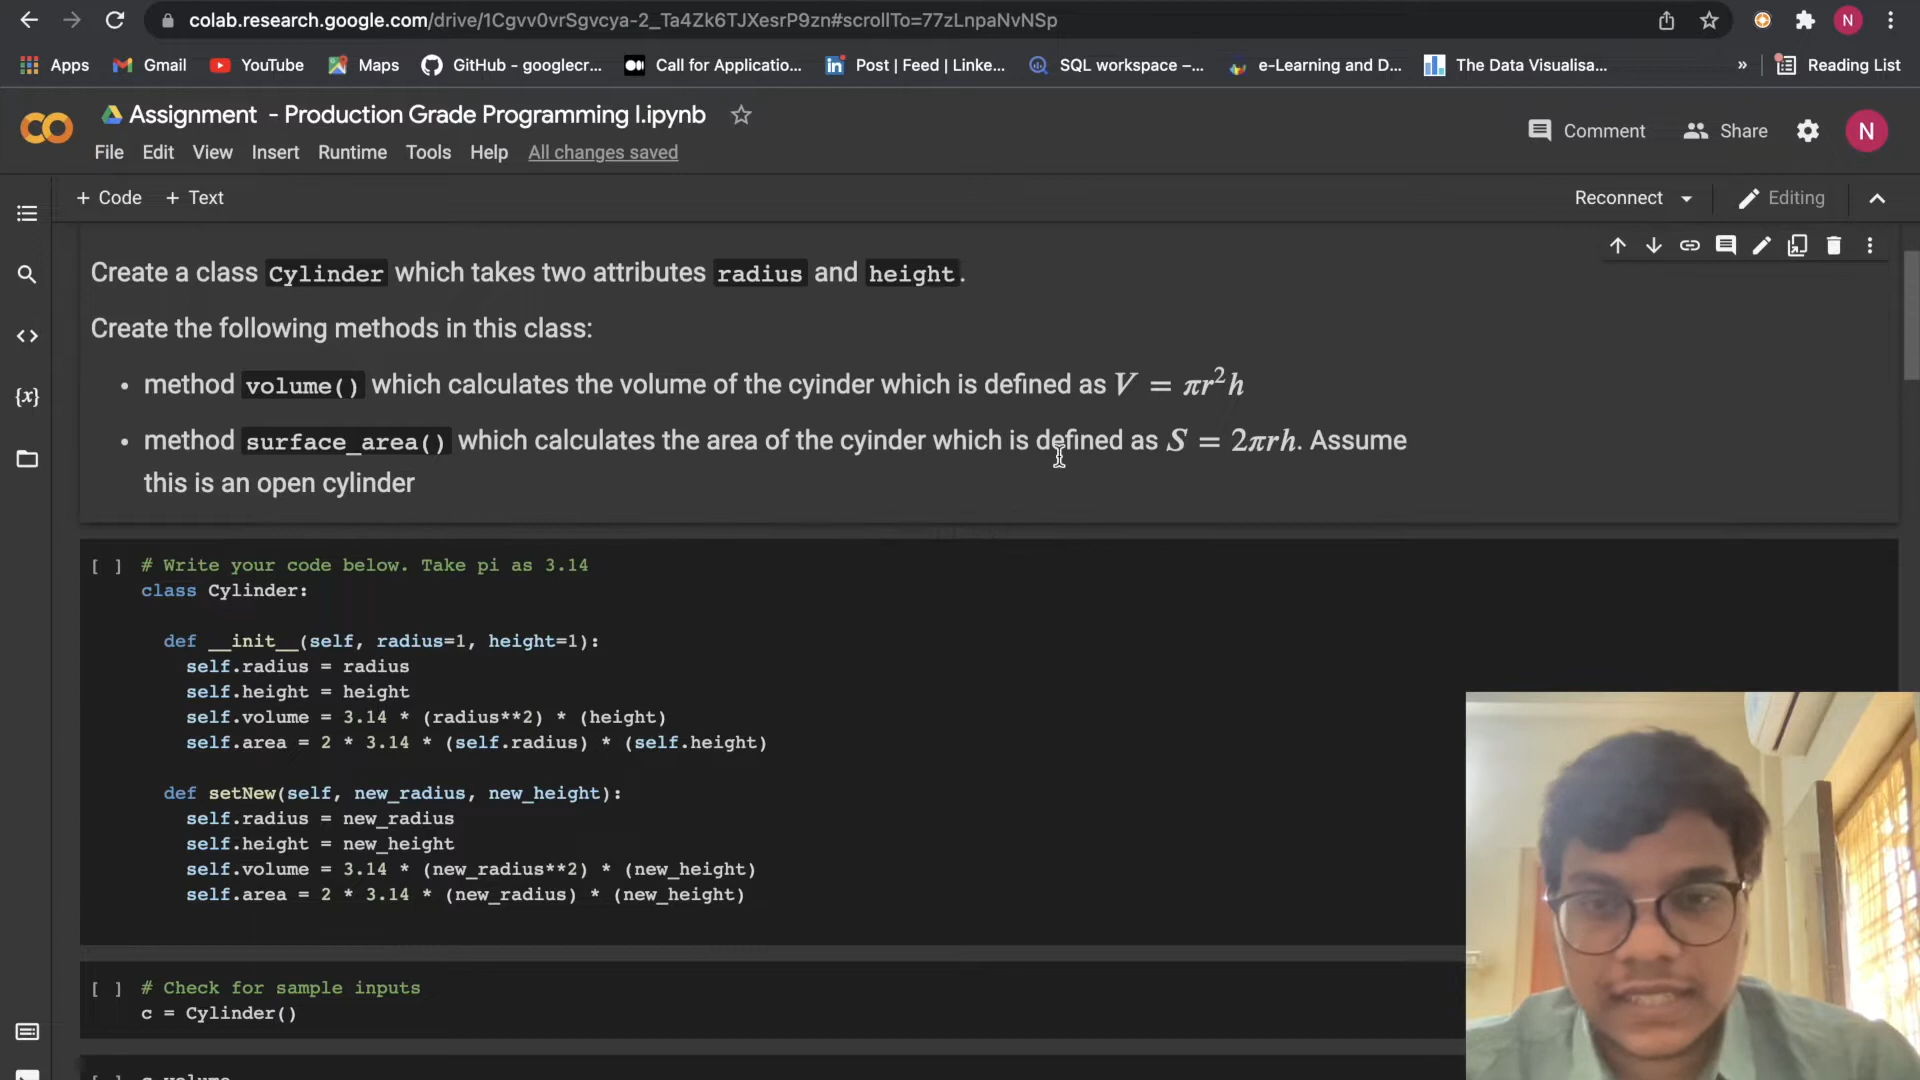 colab.research.google.com/drive/1Cgvv0vrSgvcya-2_Ta4Zk6TJXesrP9zn#scrollTo=77zLnpaNvNSp
N
Apps Gmail YouTube Maps GitHub - googlecr... Call for Applicatio... Post | Feed | Linke... SQL workspace –... e-Learning and D... The Data Visualisa... » Reading List
Assignment - Production Grade Programming I.ipynb
Comment Share N
File Edit View Insert Runtime Tools Help All changes saved
+ Code + Text Reconnect Editing
Create a class Cylinder which takes two attributes radius and height.
Create the following methods in this class:
• method volume() which calculates the volume of the cyinder which is defined as V = πr²h
• method surface_area() which calculates the area of the cyinder which is defined as S = 2πrh. Assume
this is an open cylinder
[ ] # Write your code below. Take pi as 3.14
class Cylinder:
def __init__(self, radius=1, height=1):
self.radius = radius
self.height = height
self.volume = 3.14 * (radius**2) * (height)
self.area = 2 * 3.14 * (self.radius) * (self.height)
def setNew(self, new_radius, new_height):
self.radius = new_radius
self.height = new_height
self.volume = 3.14 * (new_radius**2) * (new_height)
self.area = 2 * 3.14 * (new_radius) * (new_height)
[ ] # Check for sample inputs
c = Cylinder()
[ ] c.volume